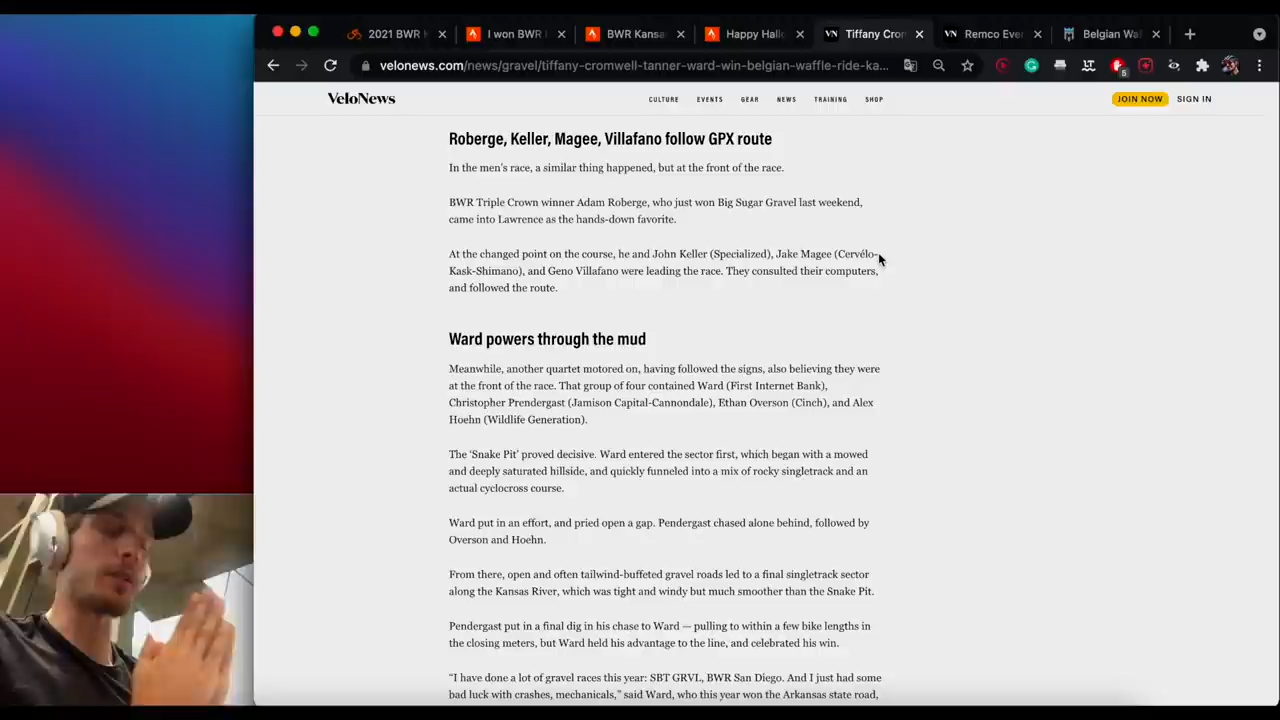 2021 BWR K
I won BWR
BWR Kansa
Happy Hallo
VN
Tiffany Crom
VN
Remco Ever
Belgian Waf
velonews.com/news/gravel/tiffany-cromwell-tanner-ward-win-belgian-waffle-ride-ka...
5
VeloNews
CULTURE
EVENTS
GEAR
NEWS
TRAINING
SHOP
JOIN NOW
SIGN IN
Roberge, Keller, Magee, Villafano follow GPX route
In the men's race, a similar thing happened, but at the front of the race.
BWR Triple Crown winner Adam Roberge, who just won Big Sugar Gravel last weekend,
came into Lawrence as the hands-down favorite.
At the changed point on the course, he and John Keller (Specialized), Jake Magee (Cervélo-
Kask-Shimano), and Geno Villafano were leading the race. They consulted their computers,
and followed the route.
Ward powers through the mud
Meanwhile, another quartet motored on, having followed the signs, also believing they were
at the front of the race. That group of four contained Ward (First Internet Bank),
Christopher Prendergast (Jamison Capital-Cannondale), Ethan Overson (Cinch), and Alex
Hoehn (Wildlife Generation).
The ‘Snake Pit’ proved decisive. Ward entered the sector first, which began with a mowed
and deeply saturated hillside, and quickly funneled into a mix of rocky singletrack and an
actual cyclocross course.
Ward put in an effort, and pried open a gap. Pendergast chased alone behind, followed by
Overson and Hoehn.
From there, open and often tailwind-buffeted gravel roads led to a final singletrack sector
along the Kansas River, which was tight and windy but much smoother than the Snake Pit.
Pendergast put in a final dig in his chase to Ward — pulling to within a few bike lengths in
the closing meters, but Ward held his advantage to the line, and celebrated his win.
“I have done a lot of gravel races this year: SBT GRVL, BWR San Diego. And I just had some
bad luck with crashes, mechanicals,” said Ward, who this year won the Arkansas state road,